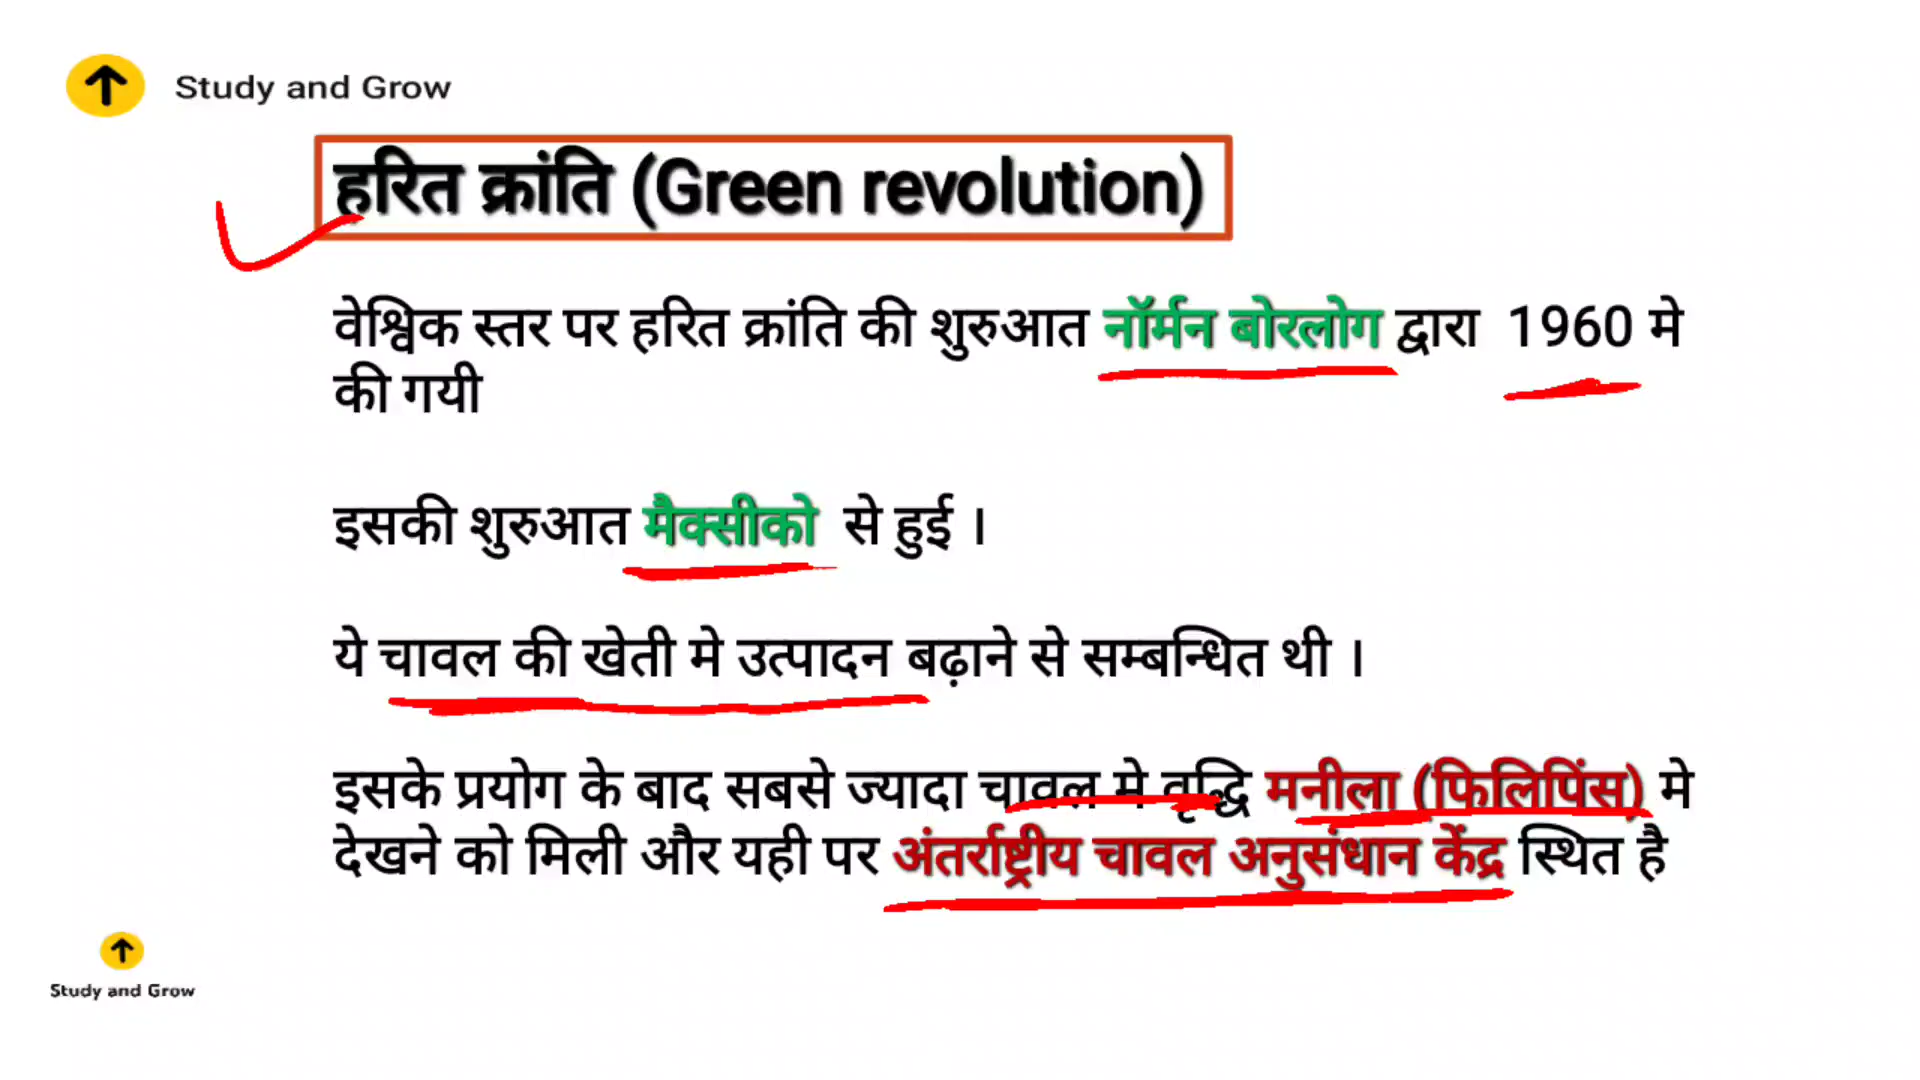 Study and Grow
हरित क्रांति (Green revolution)
वेश्विक स्तर पर हरित क्रांति की शुरुआत नॉर्मन बोरलोग द्वारा 1960 मे
की गयी
इसकी शुरुआत मैक्सीको से हुई ।
ये चावल की खेती मे उत्पादन बढ़ाने से सम्बन्धित थी ।
इसके प्रयोग के बाद सबसे ज्यादा चावल मे वृद्धि मनीला (फिलिपिंस) मे
देखने को मिली और यही पर अंतर्राष्ट्रीय चावल अनुसंधान केंद्र स्थित है
Study and Grow